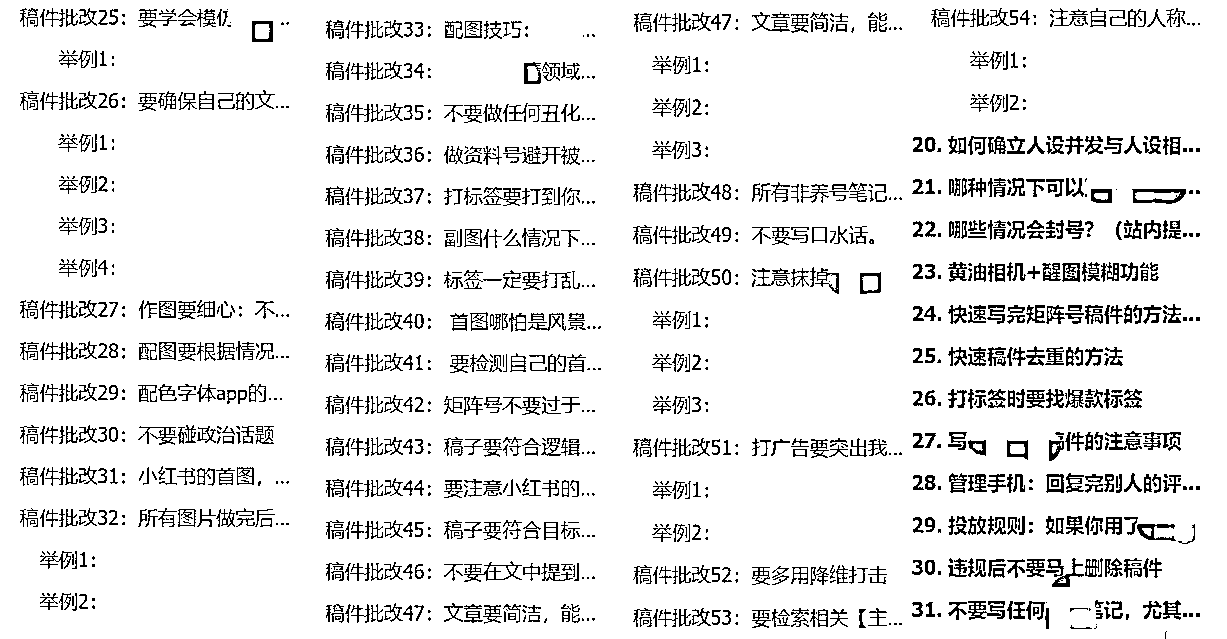 稿件批改25：要学会模仿...
举例1：
稿件批改26：要确保自己的文...
举例1：
举例2：
举例3：
举例4：
稿件批改27：作图要细心：不...
稿件批改28：配图要根据情况...
稿件批改29：配色字体app的...
稿件批改30：不要碰政治话题
稿件批改31：小红书的首图，...
稿件批改32：所有图片做完后...
举例1：
举例2：
稿件批改33：配图技巧： ...
稿件批改34： 领域...
稿件批改35：不要做任何丑化...
稿件批改36：做资料号避开被...
稿件批改37：打标签要打到你...
稿件批改38：副图什么情况下...
稿件批改39：标签一定要打乱...
稿件批改40： 首图哪怕是风景...
稿件批改41： 要检测自己的首...
稿件批改42：矩阵号不要过于...
稿件批改43：稿子要符合逻辑...
稿件批改44：要注意小红书的...
稿件批改45：稿子要符合目标...
稿件批改46：不要在文中提到...
稿件批改47：文章要简洁，能...
稿件批改47：文章要简洁，能...
举例1：
举例2：
举例3：
稿件批改48：所有非养号笔记...
稿件批改49：不要写口水话。
稿件批改50：注意抹掉
举例1：
举例2：
举例3：
稿件批改51：打广告要突出我...
举例1：
举例2：
稿件批改52：要多用降维打击
稿件批改53：要检索相关【主...
稿件批改54：注意自己的人称...
举例1：
举例2：
20. 如何确立人设并发与人设相...
21. 哪种情况下可以 ...
22. 哪些情况会封号？（站内提...
23. 黄油相机+醒图模糊功能
24. 快速写完矩阵号稿件的方法...
25. 快速稿件去重的方法
26. 打标签时要找爆款标签
27. 写 件的注意事项
28. 管理手机：回复完别人的评...
29. 投放规则：如果你用了
30. 违规后不要马上删除稿件
31. 不要写任何 笔记，尤其...